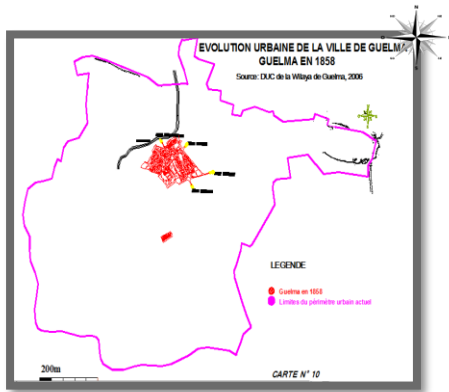 N
EVOLUTION URBAINE DE LA VILLE DE GUELMA
GUELMA EN 1858
Source: DUC de la Wilaya de Guelma, 2006
LEGENDE
Guelma en 1858
Limites du périmètre urbain actuel
200m
CARTE N° 10